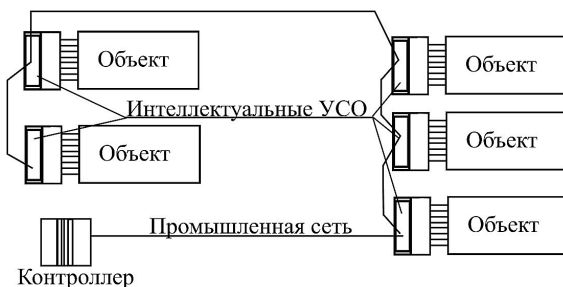 Объект
Объект
Интеллектуальные УСО
Объект
Объект
Промышленная сеть
Объект
Контроллер